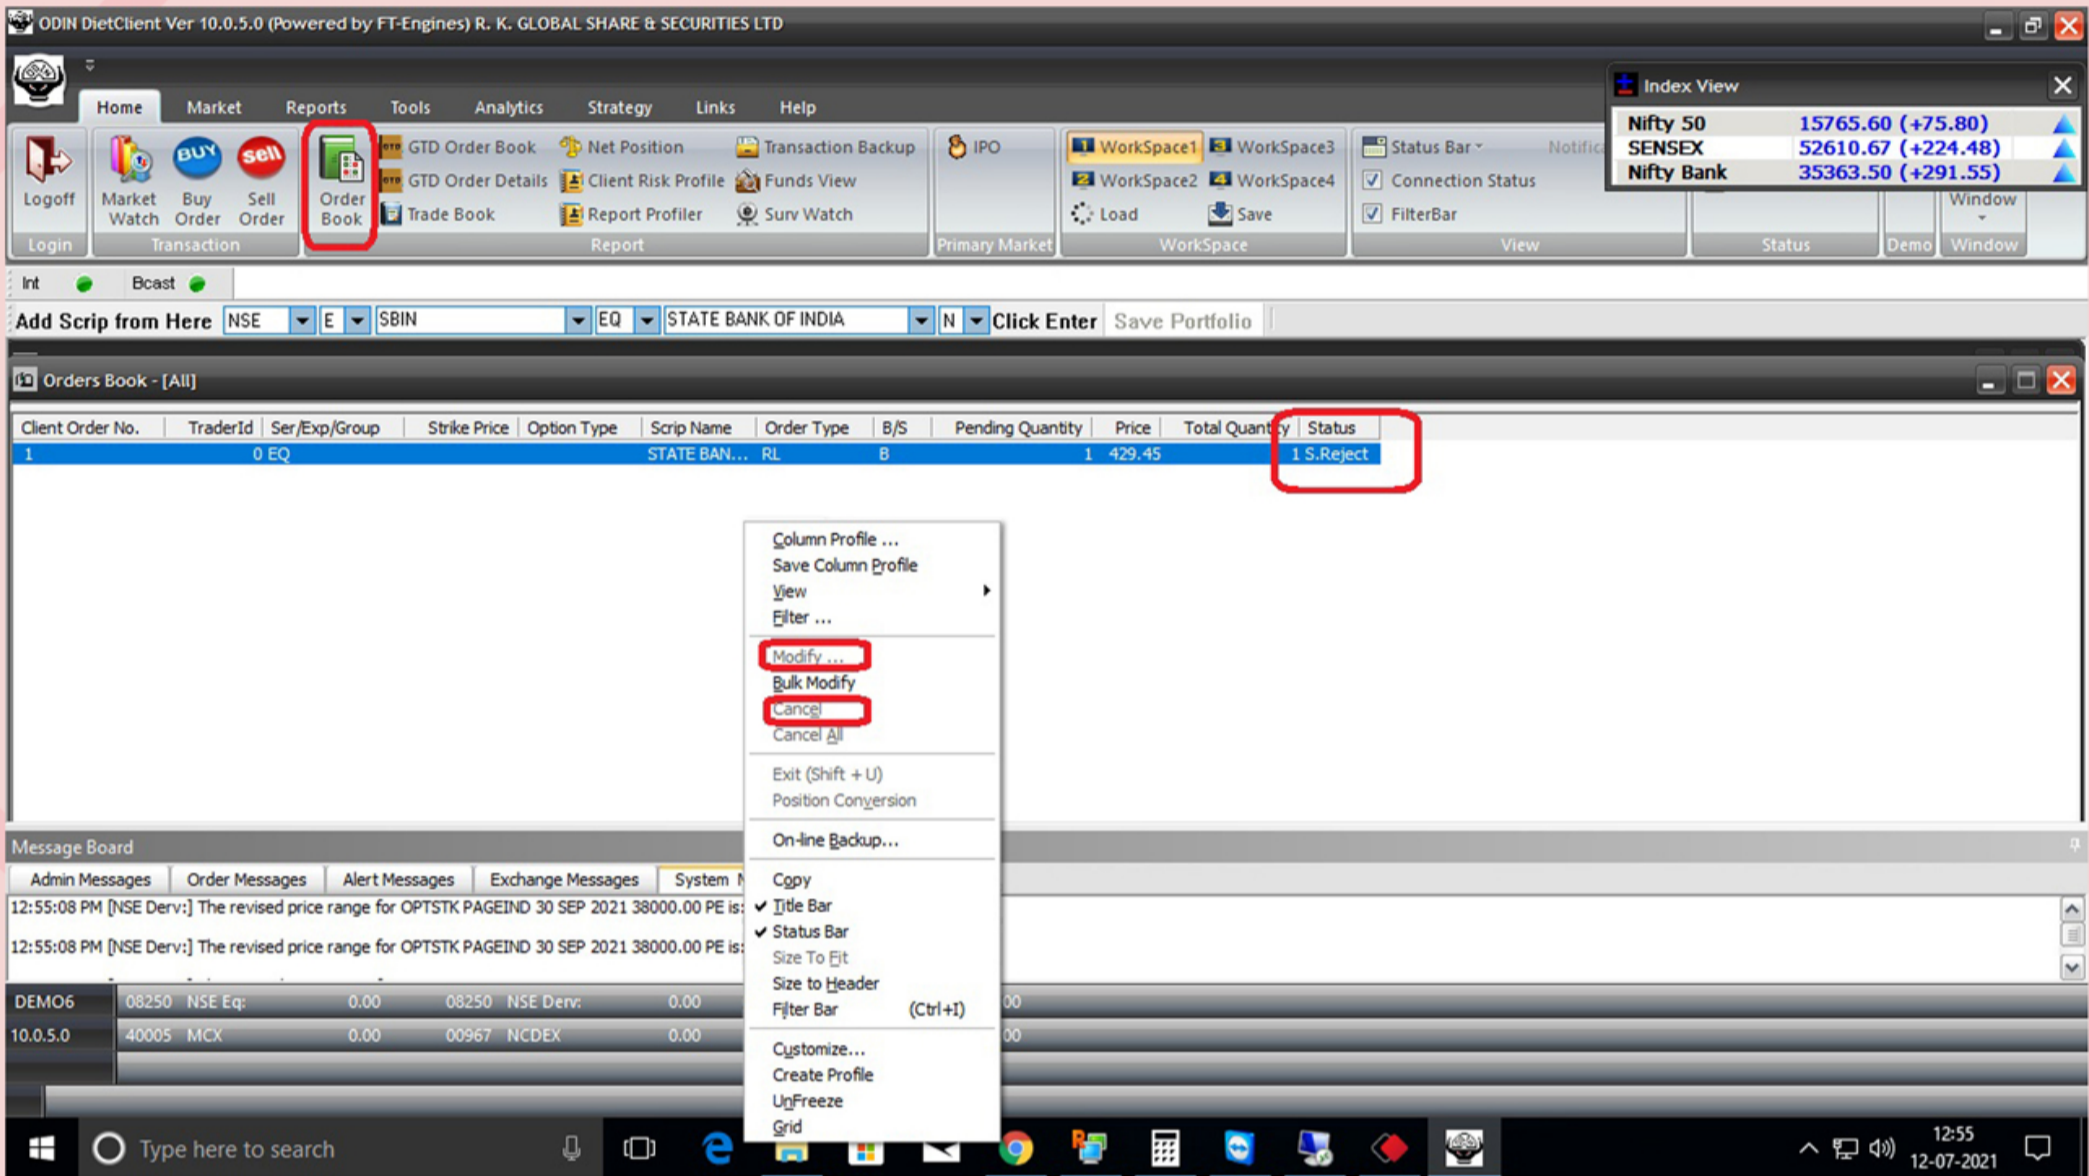 ODIN DietClient Ver 10.0.5.0 (Powered by FT-Engines) R. K. GLOBAL SHARE & SECURITIES LTD
Home Market Reports Tools Analytics Strategy Links Help
Index View
Nifty 50 15765.60 (+75.80)
SENSEX 52610.67 (+224.48)
Nifty Bank 35363.50 (+291.55)
Logoff
Market Watch
BUY
Buy Order
Sell
Sell Order
Order Book
GTD Order Book
Net Position
Transaction Backup
IPO
WorkSpace1
WorkSpace3
Status Bar
GTD Order Details
Client Risk Profile
Funds View
WorkSpace2
WorkSpace4
Connection Status
Trade Book
Report Profiler
Surv Watch
Load
Save
FilterBar
Window
Login Transaction Report Primary Market WorkSpace View Status Demo Window
Int Bcast
Add Scrip from Here NSE E SBIN EQ STATE BANK OF INDIA N Click Enter Save Portfolio
Orders Book - [All]
Client Order No. TraderId Ser/Exp/Group Strike Price Option Type Scrip Name Order Type B/S Pending Quantity Price Total Quantity Status
1 0 EQ STATE BAN... RL B 1 429.45 1 S.Reject
Column Profile ...
Save Column Profile
View
Filter ...
Modify ...
Bulk Modify
Cancel
Cancel All
Exit (Shift + U)
Position Conversion
On-line Backup...
Copy
Title Bar
Status Bar
Size To Fit
Size to Header
Filter Bar (Ctrl+I)
Customize...
Create Profile
UnFreeze
Grid
Message Board
Admin Messages Order Messages Alert Messages Exchange Messages System
12:55:08 PM [NSE Derv:] The revised price range for OPTSTK PAGEIND 30 SEP 2021 38000.00 PE is:
12:55:08 PM [NSE Derv:] The revised price range for OPTSTK PAGEIND 30 SEP 2021 38000.00 PE is:
DEMO6 08250 NSE Eq: 0.00 08250 NSE Derv: 0.00 00
10.0.5.0 40005 MCX 0.00 00967 NCDEX 0.00 00
Type here to search
12:55
12-07-2021